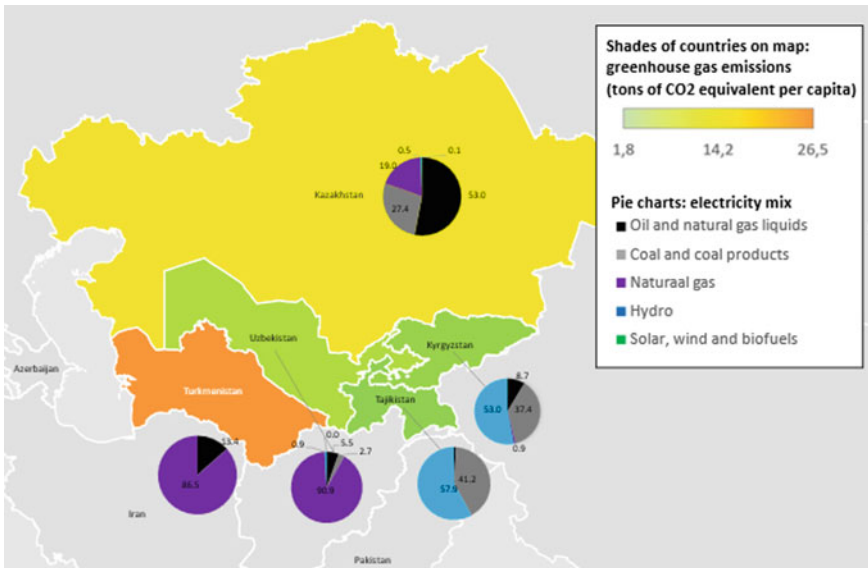 Shades of countries on map:
greenhouse gas emissions
(tons of CO2 equivalent per capita)
1,8 14,2 26,5
Pie charts: electricity mix
Oil and natural gas liquids
Coal and coal products
Naturaal gas
Hydro
Solar, wind and biofuels
0.5 0.1
19.0
Kazakhstan 53.0
27.4
Uzbekistan
Kyrgyzstan
Azerbaijan
Turkmenistan
Tajikistan
8.7
53.0 37.4
0.9
13.4
86.5
0.0
0.9 5.5
2.7
90.9
41.2
57.9
Iran
Pakistan